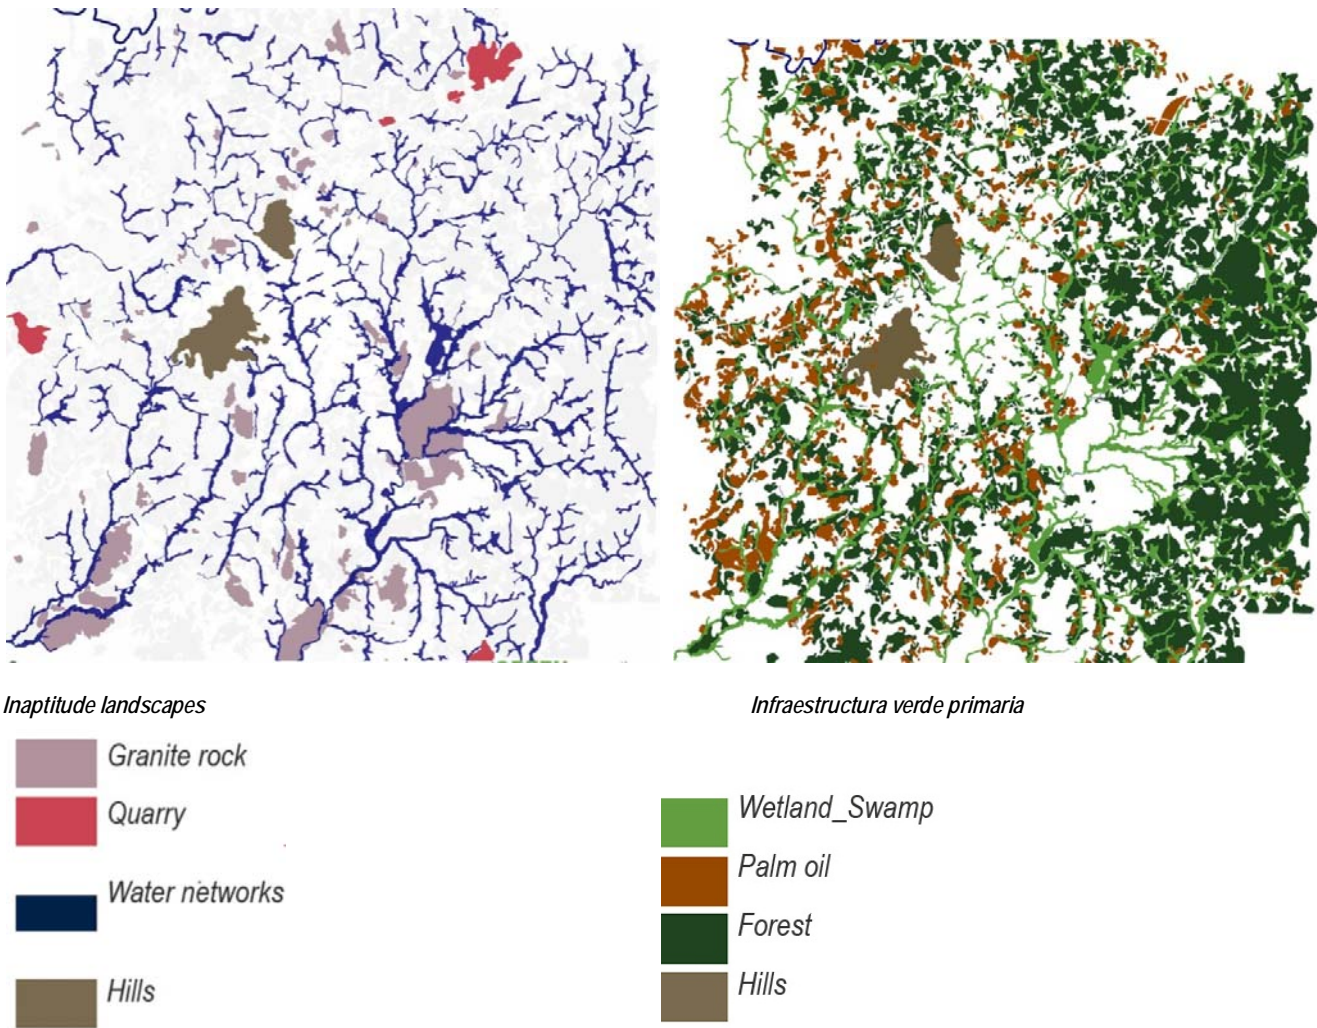 Inaptitude landscapes
Granite rock
Quarry
Water networks
Hills
Infraestructura verde primaria
Wetland_Swamp
Palm oil
Forest
Hills